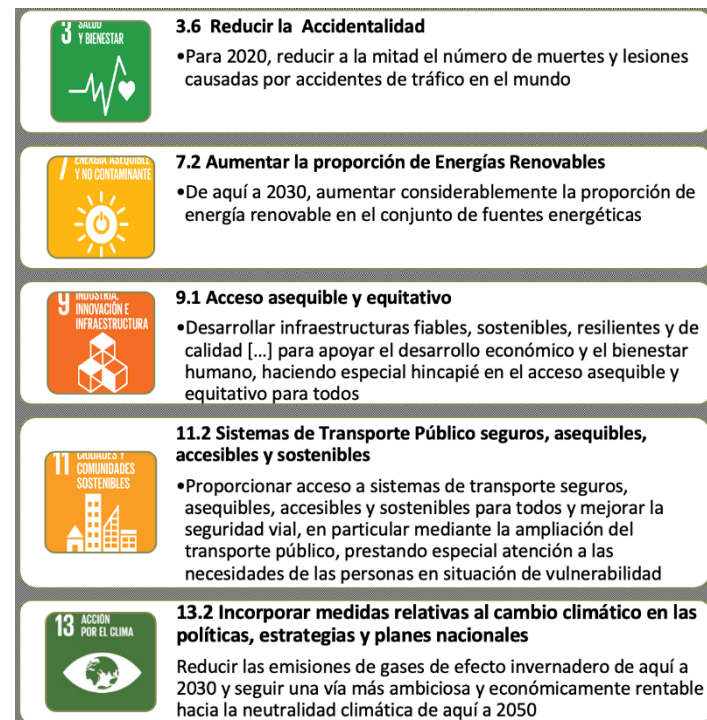 3 SALUD
Y BIENESTAR
3.6 Reducir la Accidentalidad
•Para 2020, reducir a la mitad el número de muertes y lesiones
causadas por accidentes de tráfico en el mundo
7 ENERGÍA ASEQUIBLE
Y NO CONTAMINANTE
7.2 Aumentar la proporción de Energías Renovables
•De aquí a 2030, aumentar considerablemente la proporción de
energía renovable en el conjunto de fuentes energéticas
9 INDUSTRIA,
INNOVACIÓN E
INFRAESTRUCTURA
9.1 Acceso asequible y equitativo
•Desarrollar infraestructuras fiables, sostenibles, resilientes y de
calidad [...] para apoyar el desarrollo económico y el bienestar
humano, haciendo especial hincapié en el acceso asequible y
equitativo para todos
11 CIUDADES Y
COMUNIDADES
SOSTENIBLES
11.2 Sistemas de Transporte Público seguros, asequibles,
accesibles y sostenibles
•Proporcionar acceso a sistemas de transporte seguros,
asequibles, accesibles y sostenibles para todos y mejorar la
seguridad vial, en particular mediante la ampliación del
transporte público, prestando especial atención a las
necesidades de las personas en situación de vulnerabilidad
13 ACCIÓN
POR EL CLIMA
13.2 Incorporar medidas relativas al cambio climático en las
políticas, estrategias y planes nacionales
Reducir las emisiones de gases de efecto invernadero de aquí a
2030 y seguir una vía más ambiciosa y económicamente rentable
hacia la neutralidad climática de aquí a 2050